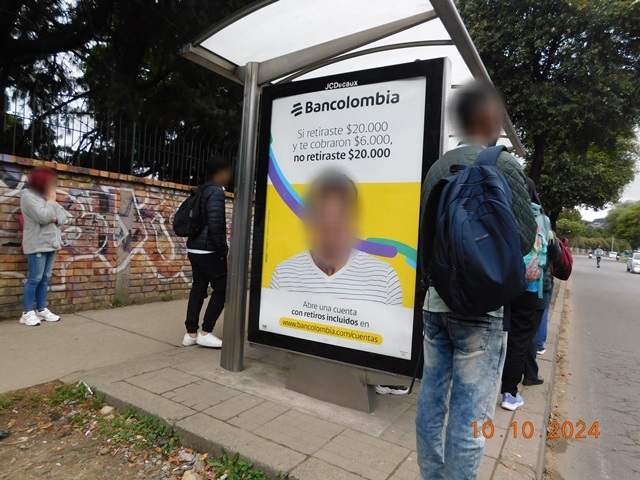 JCDecaux
Bancolombia
Si retiraste $20.000
y te cobraron $6.000,
no retiraste $20.000
Abre una cuenta
con retiros incluidos en
www.bancolombia.com/cuentas
10 10 2024